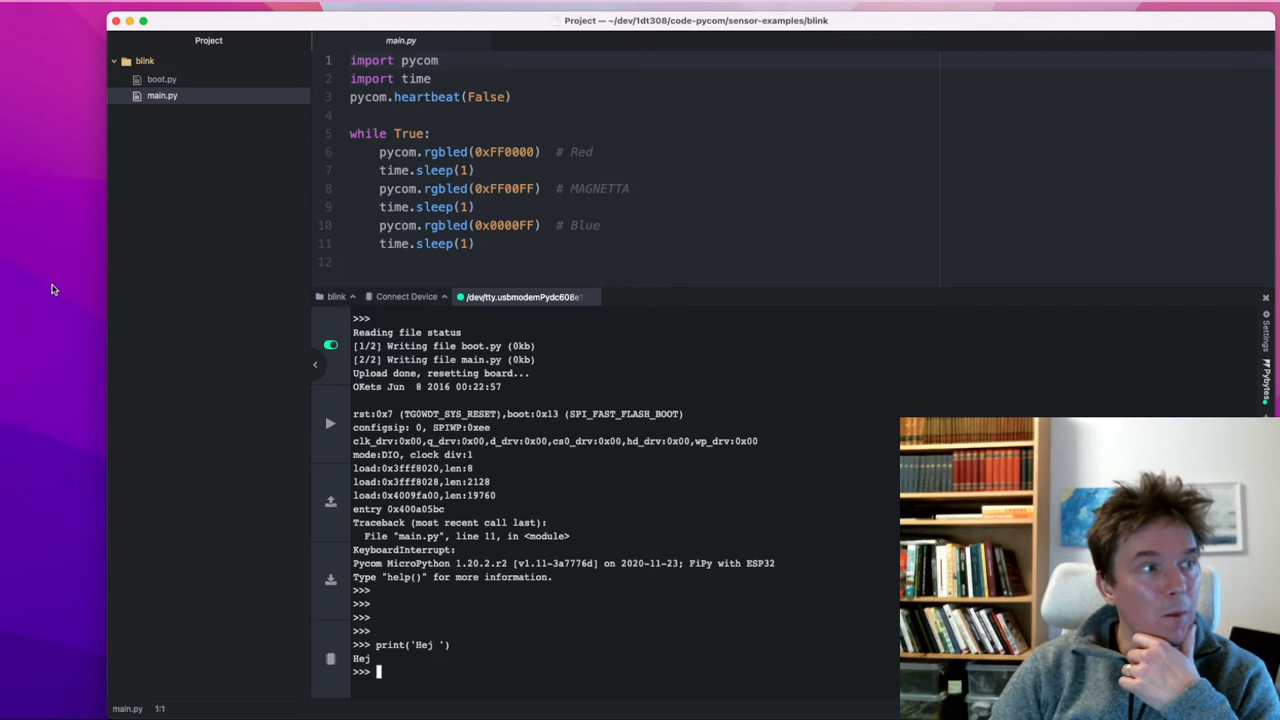 Project — ~/dev/1dt308/code-pycom/sensor-examples/blink
Project
blink
boot.py
main.py
main.py
1 import pycom
2 import time
3 pycom.heartbeat(False)
4
5 while True:
6 pycom.rgbled(0xFF0000) # Red
7 time.sleep(1)
8 pycom.rgbled(0xFF00FF) # MAGNETTA
9 time.sleep(1)
10 pycom.rgbled(0x0000FF) # Blue
11 time.sleep(1)
12
blink Connect Device /dev/tty.usbmodemPydc608e1
>>>
Reading file status
[1/2] Writing file boot.py (0kb)
[2/2] Writing file main.py (0kb)
Upload done, resetting board...
OKets Jun 8 2016 00:22:57
rst:0x7 (TG0WDT_SYS_RESET),boot:0x13 (SPI_FAST_FLASH_BOOT)
configsip: 0, SPIWP:0xee
clk_drv:0x00,q_drv:0x00,d_drv:0x00,cs0_drv:0x00,hd_drv:0x00,wp_drv:0x00
mode:DIO, clock div:1
load:0x3fff8020,len:8
load:0x3fff8028,len:2128
load:0x4009fa00,len:19760
entry 0x400a05bc
Traceback (most recent call last):
File "main.py", line 11, in <module>
KeyboardInterrupt:
Pycom MicroPython 1.20.2.r2 [v1.11-3a7776d] on 2020-11-23; FiPy with ESP32
Type "help()" for more information.
>>>
>>>
>>>
>>>
>>> print('Hej ')
Hej
>>>
Settings
Pybytes
main.py 1:1